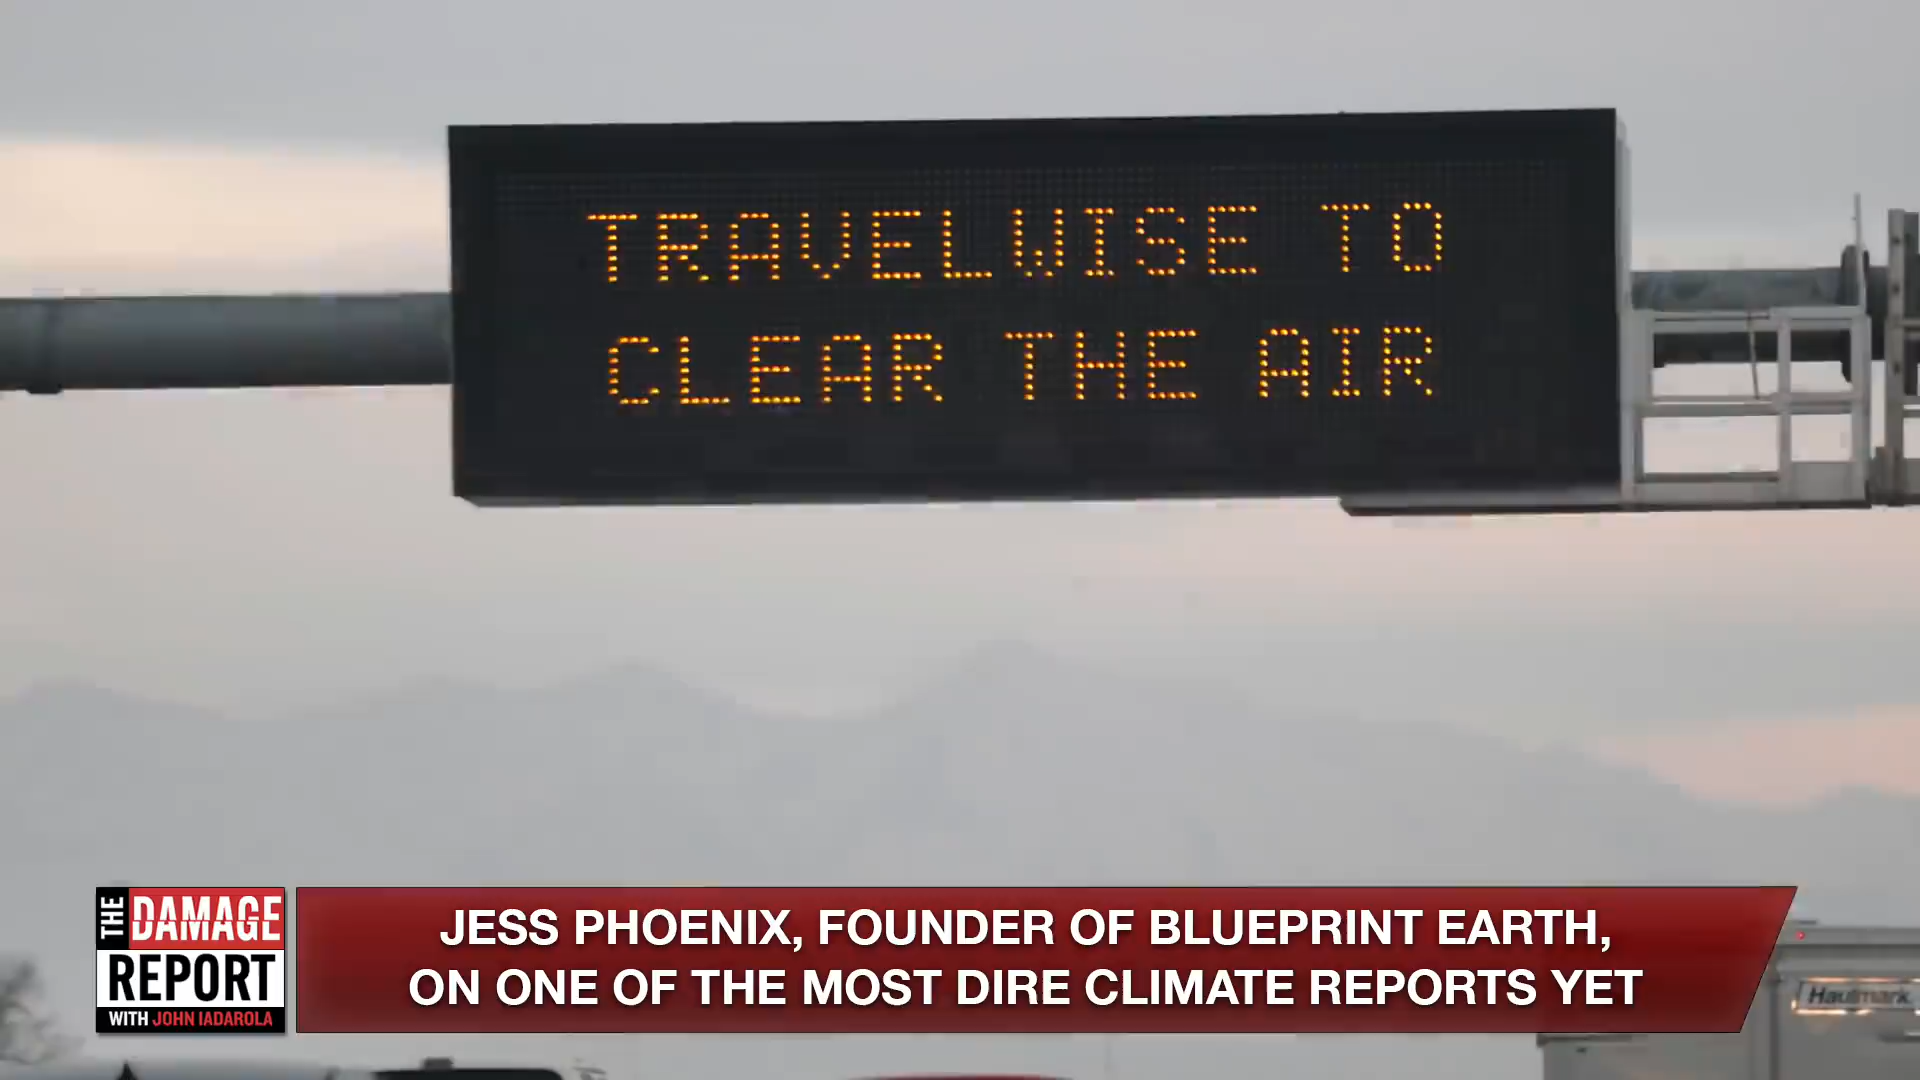 TRAVELWISE TO
CLEAR THE AIR
THE
DAMAGE
REPORT
WITH JOHN IADAROLA
JESS PHOENIX, FOUNDER OF BLUEPRINT EARTH,
ON ONE OF THE MOST DIRE CLIMATE REPORTS YET
Haulmark